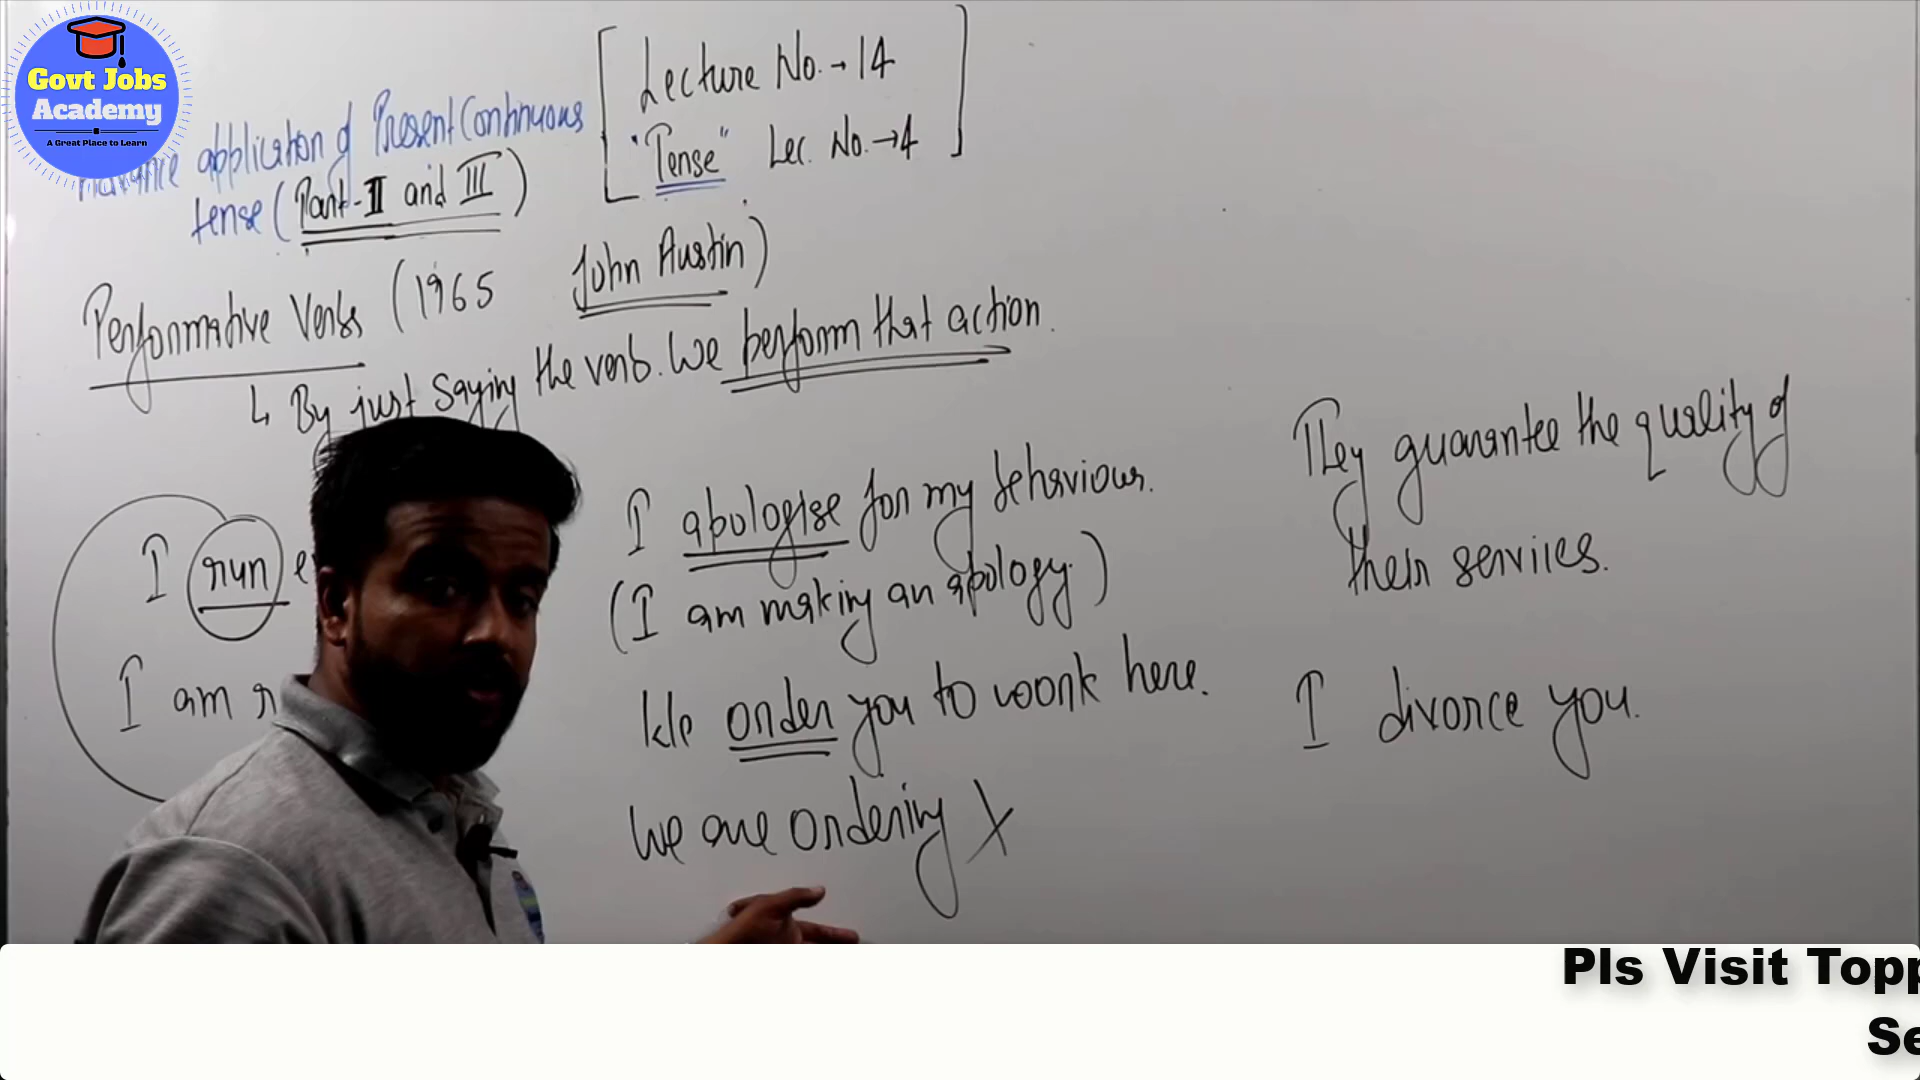 Govt Jobs
Academy
A Great Place to Learn
application of Present Continuous
tense (Part-II and III)
Lecture No. → 14
"Tense" Lec. No. → 4
Performative Verbs (1965 John Austin)
↳ By just saying the verb. We perform that action.
I run
I am r
I apologise for my behaviour.
(I am making an apology.)
We order you to work here.
We are ordering X
They guarantee the quality of
their services.
I divorce you.
Pls Visit Topp
Se